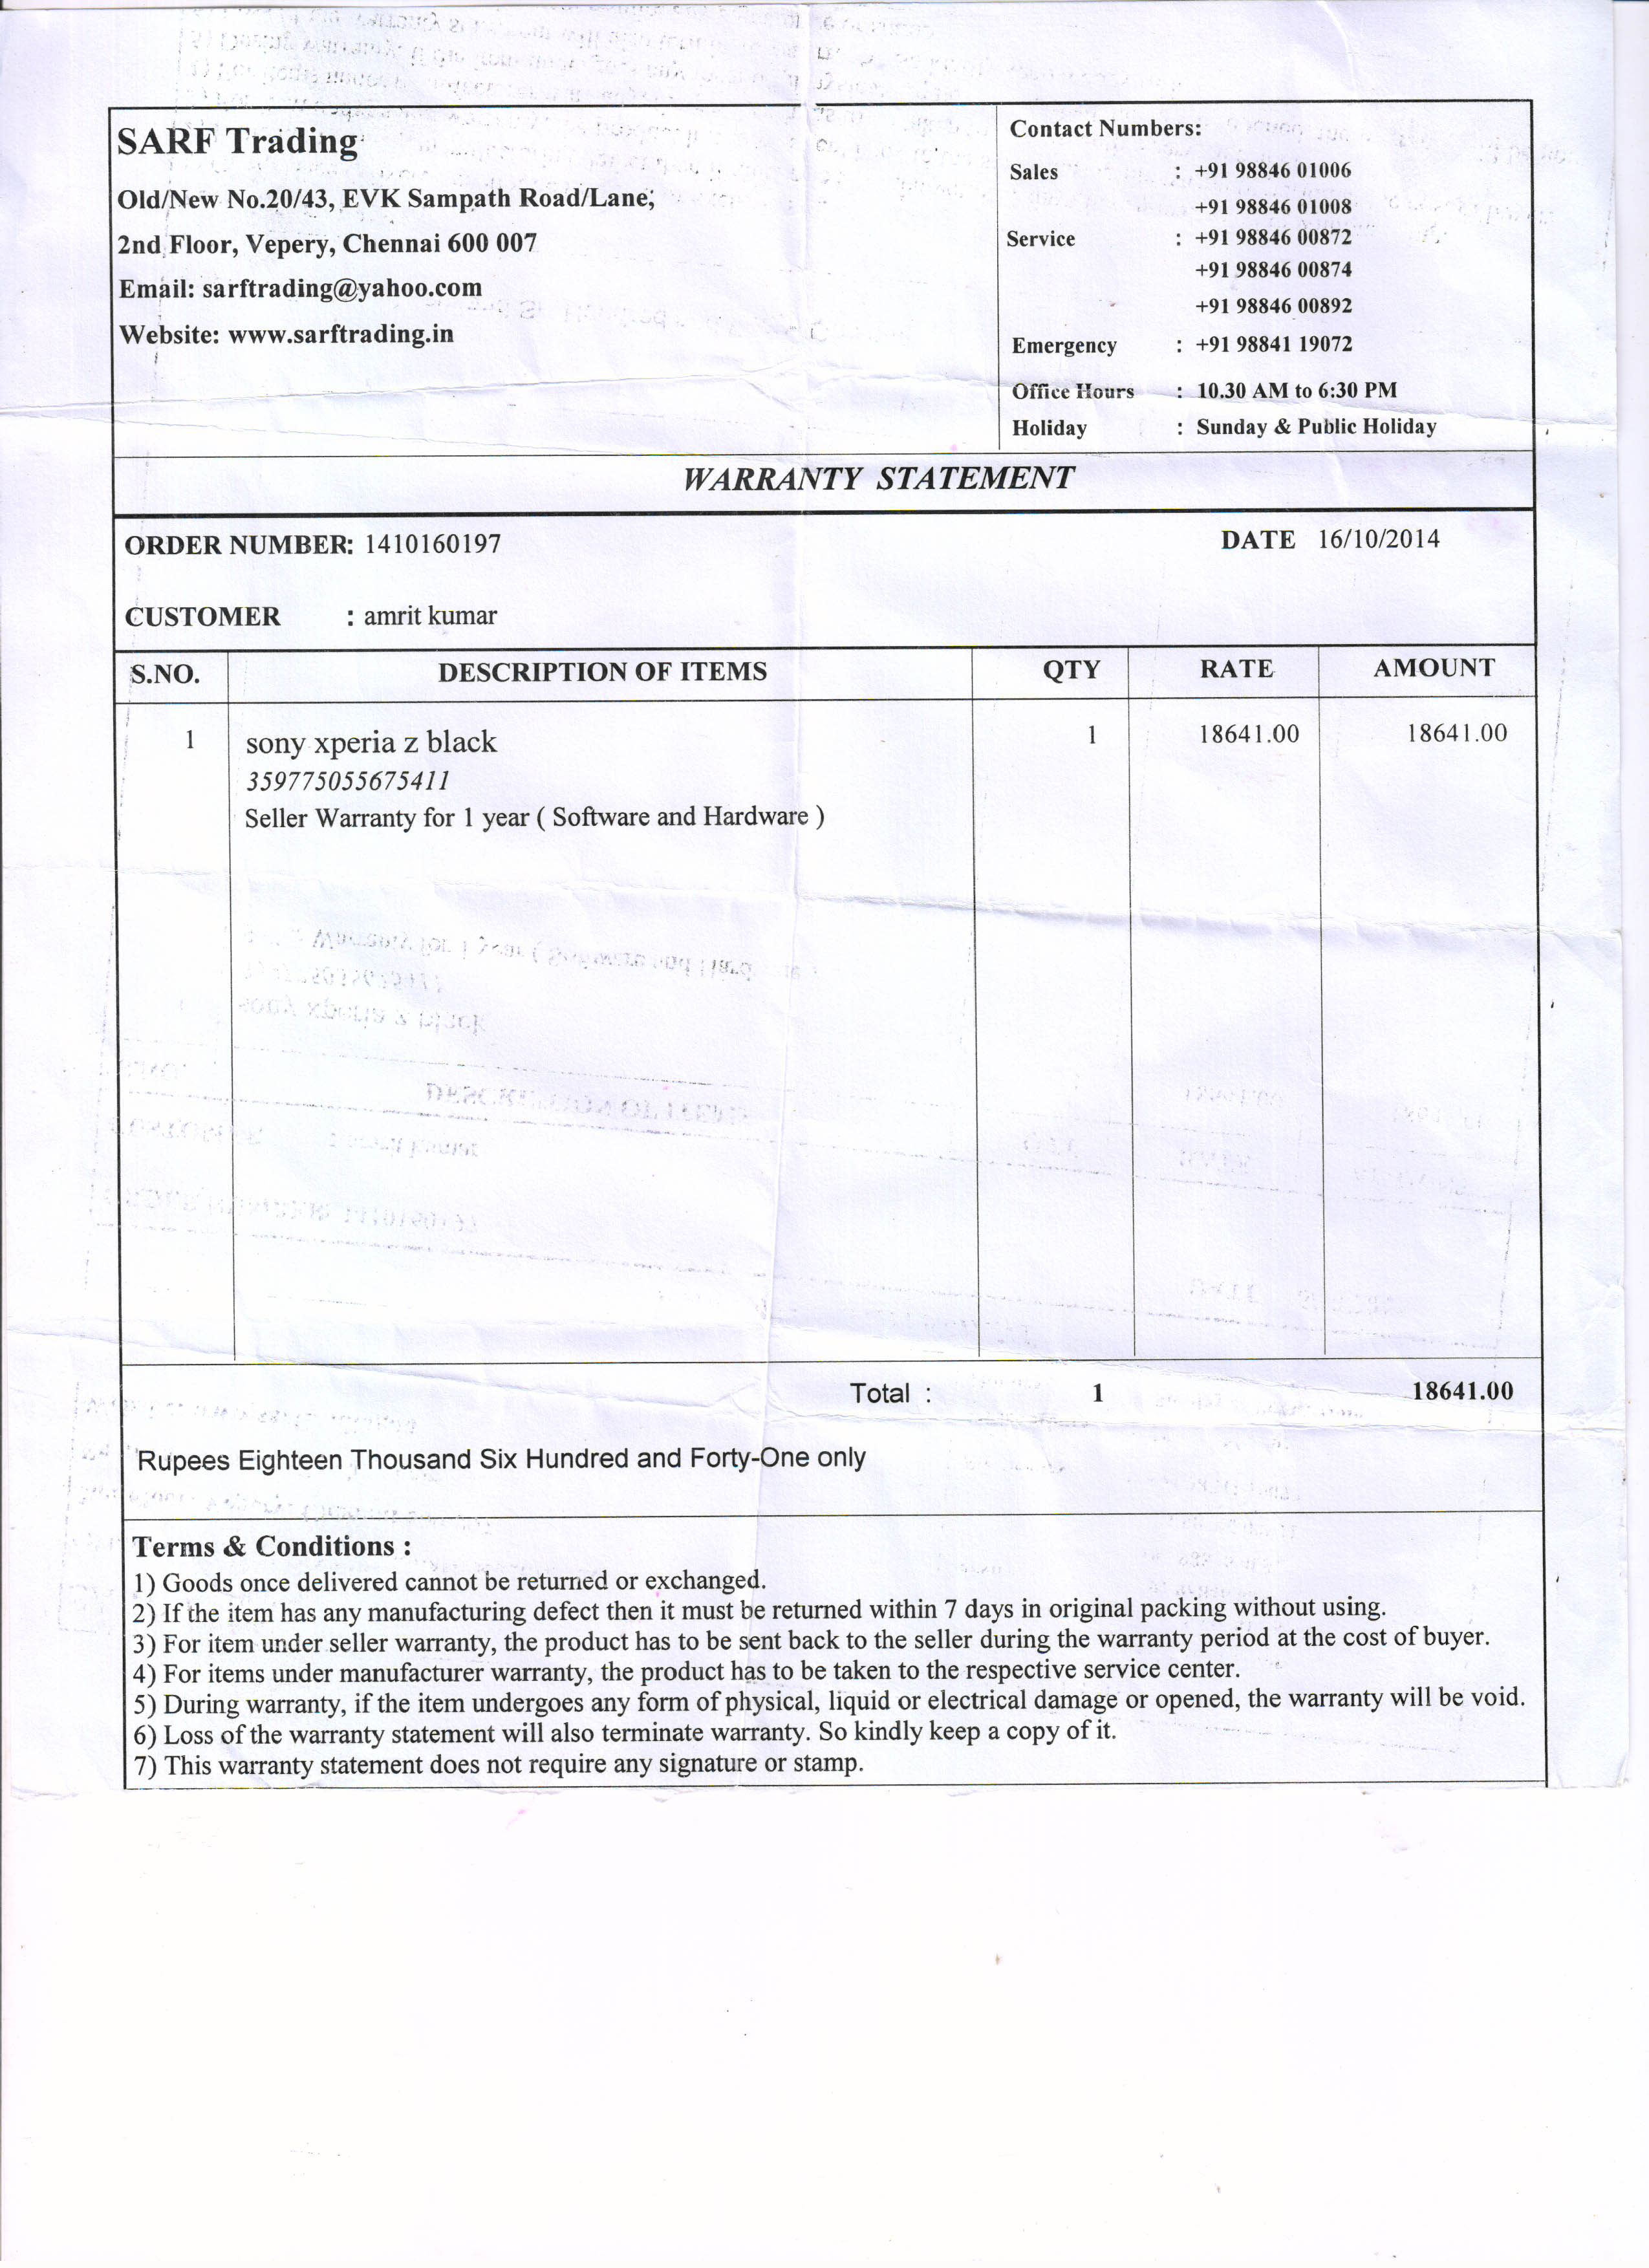 SARF Trading
Old/New No.20/43, EVK Sampath Road/Lane,
2nd Floor, Vepery, Chennai 600 007
Email: sarftrading@yahoo.com
Website: www.sarftrading.in
Contact Numbers:
Sales : +91 98846 01006
+91 98846 01008
Service : +91 98846 00872
+91 98846 00874
+91 98846 00892
Emergency : +91 98841 19072
Office Hours : 10.30 AM to 6:30 PM
Holiday : Sunday & Public Holiday
WARRANTY STATEMENT
ORDER NUMBER: 1410160197 DATE 16/10/2014
CUSTOMER : amrit kumar
S.NO. DESCRIPTION OF ITEMS QTY RATE AMOUNT
1 sony xperia z black 1 18641.00 18641.00
359775055675411
Seller Warranty for 1 year ( Software and Hardware )
Total : 1 18641.00
Rupees Eighteen Thousand Six Hundred and Forty-One only
Terms & Conditions :
1) Goods once delivered cannot be returned or exchanged.
2) If the item has any manufacturing defect then it must be returned within 7 days in original packing without using.
3) For item under seller warranty, the product has to be sent back to the seller during the warranty period at the cost of buyer.
4) For items under manufacturer warranty, the product has to be taken to the respective service center.
5) During warranty, if the item undergoes any form of physical, liquid or electrical damage or opened, the warranty will be void.
6) Loss of the warranty statement will also terminate warranty. So kindly keep a copy of it.
7) This warranty statement does not require any signature or stamp.